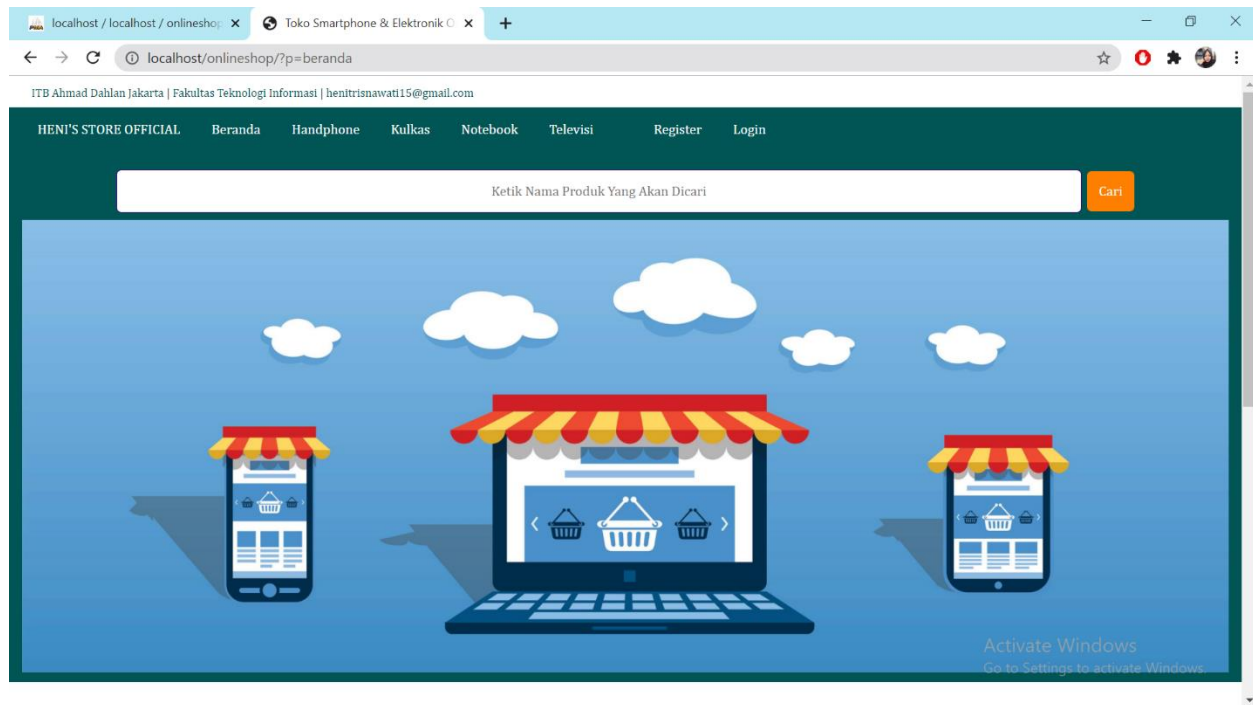 localhost / localhost / onlineshop
Toko Smartphone & Elektronik O
localhost/onlineshop/?p=beranda
ITB Ahmad Dahlan Jakarta | Fakultas Teknologi Informasi | henitrisnawati15@gmail.com
HENI'S STORE OFFICIAL Beranda Handphone Kulkas Notebook Televisi Register Login
Ketik Nama Produk Yang Akan Dicari Cari
Activate Windows
Go to Settings to activate Windows.